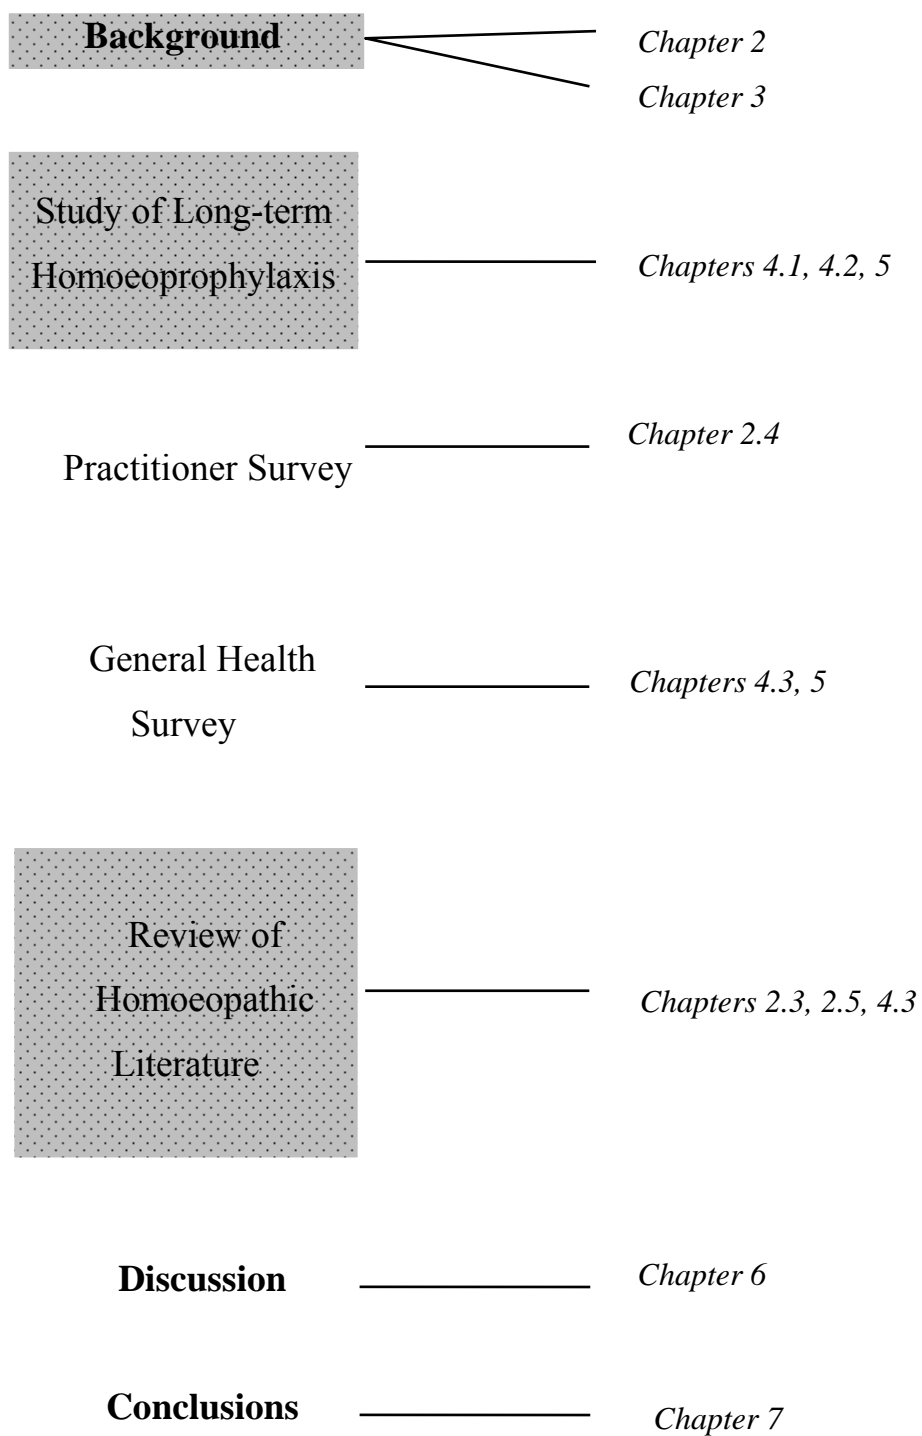 Background
Chapter 2
Chapter 3
Study of Long-term
Homoeoprophylaxis
Chapters 4.1, 4.2, 5
Practitioner Survey
Chapter 2.4
General Health
Survey
Chapters 4.3, 5
Review of
Homoeopathic
Literature
Chapters 2.3, 2.5, 4.3
Discussion
Chapter 6
Conclusions
Chapter 7